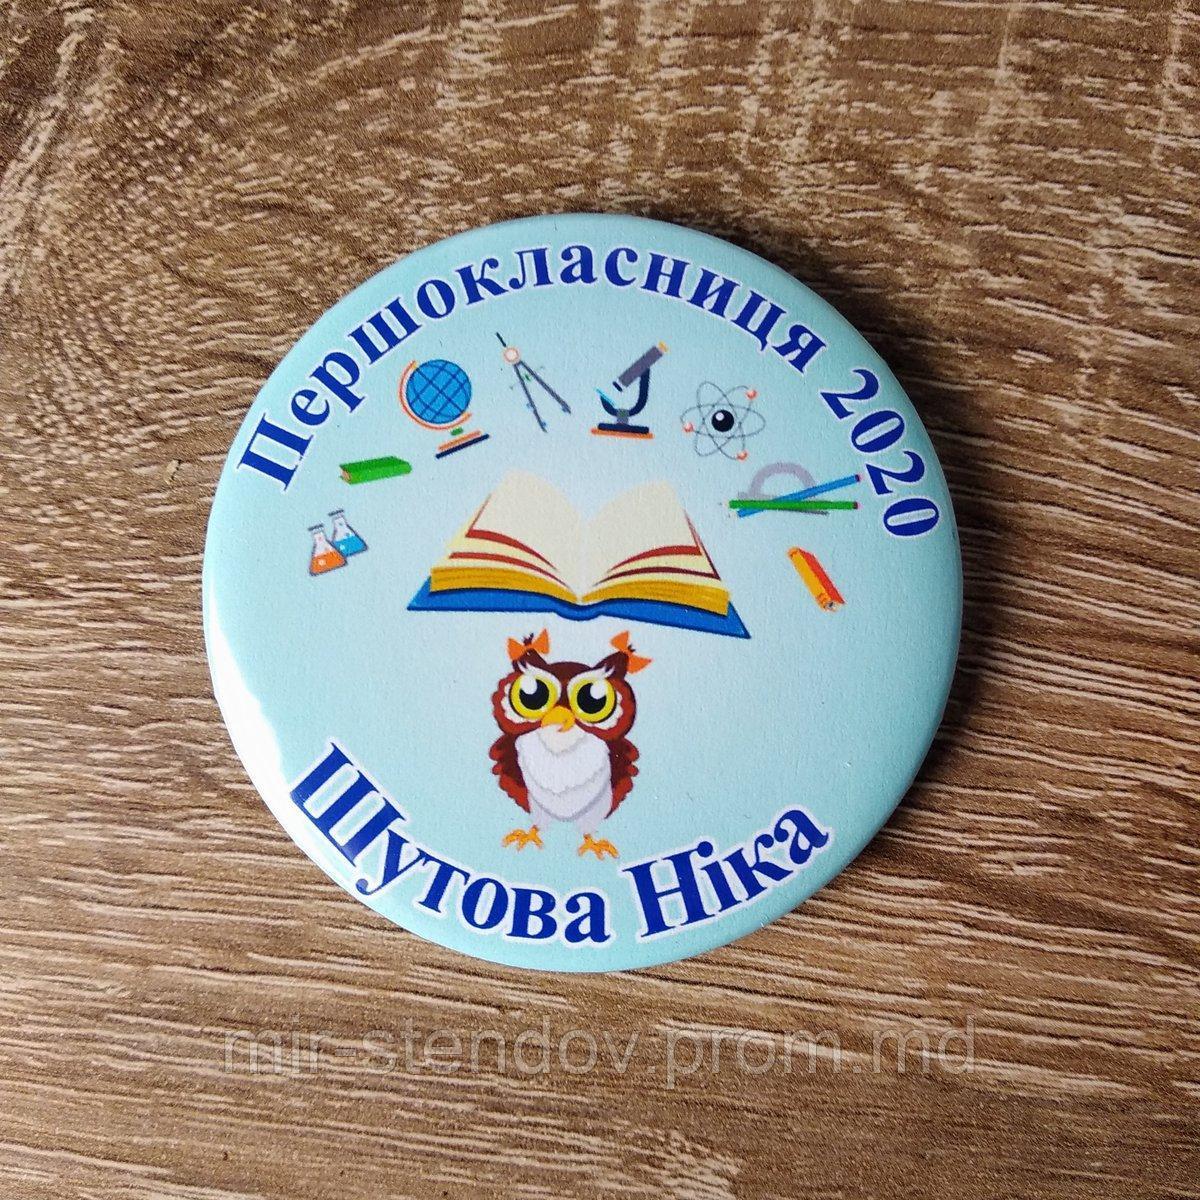 Першокласниця 2020
Шутова Ніка
mir-stendov.prom.md